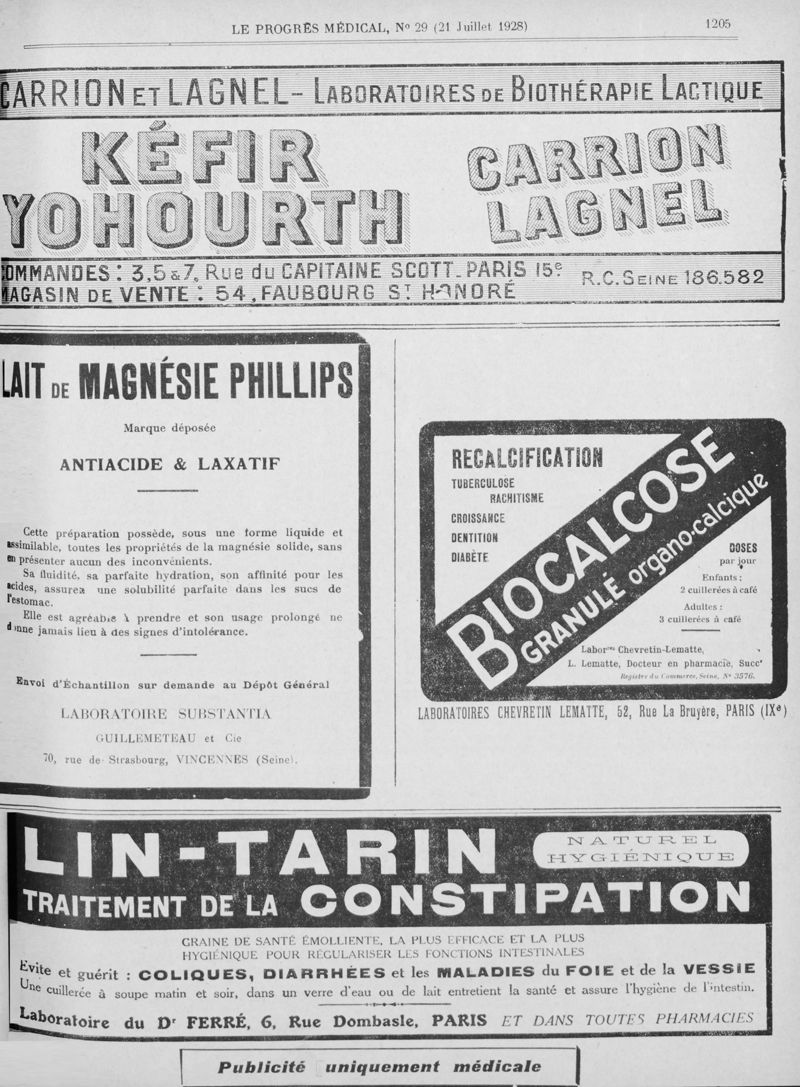 LE PROGRÈS MÉDICAL, No 29 (21 Juillet 1928) 1205
CARRION ET LAGNEL - LABORATOIRES DE BIOTHÉRAPIE LACTIQUE
KÉFIR
YOHOURTH
CARRION
LAGNEL
COMMANDES : 3,5 & 7, Rue du CAPITAINE SCOTT - PARIS 15e
MAGASIN DE VENTE : 54, FAUBOURG ST HONORÉ
R.C. SEINE 186.582
LAIT DE MAGNÉSIE PHILLIPS
Marque déposée
ANTIACIDE & LAXATIF
Cette préparation possède, sous une forme liquide et
assimilable, toutes les propriétés de la magnésie solide, sans
en présenter aucun des inconvénients.
Sa fluidité, sa parfaite hydration, son affinité pour les
acides, assurent une solubilité parfaite dans les sucs de
l'estomac.
Elle est agréable à prendre et son usage prolongé ne
donne jamais lieu à des signes d'intolérance.
Envoi d'Échantillon sur demande au Dépôt Général
LABORATOIRE SUBSTANTIA
GUILLEMETEAU et Cie
70, rue de Strasbourg, VINCENNES (Seine).
RECALCIFICATION
TUBERCULOSE
RACHITISME
CROISSANCE
DENTITION
DIABÈTE
BIOCALCOSE
GRANULÉ organo-calcique
DOSES
par jour
Enfants :
2 cuillerées à café
Adultes :
3 cuillerées à café
Laborres Chevretin-Lematte,
L. Lematte, Docteur en pharmacie, Succr
Registre du Commerce, Seine, No 3576.
LABORATOIRES CHEVRETIN LEMATTE, 52, Rue La Bruyère, PARIS (IXe)
LIN-TARIN
NATUREL
HYGIÉNIQUE
TRAITEMENT DE LA CONSTIPATION
GRAINE DE SANTÉ ÉMOLLIENTE, LA PLUS EFFICACE ET LA PLUS
HYGIÉNIQUE POUR RÉGULARISER LES FONCTIONS INTESTINALES
Évite et guérit : COLIQUES, DIARRHÉES et les MALADIES du FOIE et de la VESSIE
Une cuillerée à soupe matin et soir, dans un verre d'eau ou de lait entretient la santé et assure l'hygiène de l'intestin.
Laboratoire du Dr FERRÉ, 6, Rue Dombasle, PARIS ET DANS TOUTES PHARMACIES
Publicité uniquement médicale